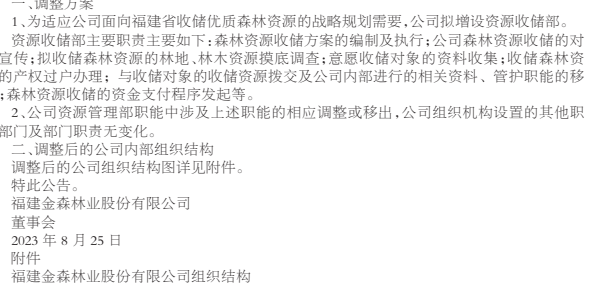 一、调整方案
1、为适应公司面向福建省收储优质森林资源的战略规划需要,公司拟增设资源收储部。
资源收储部主要职责主要如下:森林资源收储方案的编制及执行;公司森林资源收储的对
宣传;拟收储森林资源的林地、林木资源摸底调查;意愿收储对象的资料收集;收储森林资
的产权过户办理; 与收储对象的收储资源拨交及公司内部进行的相关资料、管护职能的移
;森林资源收储的资金支付程序发起等。
2、公司资源管理部职能中涉及上述职能的相应调整或移出,公司组织机构设置的其他职
部门及部门职责无变化。
二、调整后的公司内部组织结构
调整后的公司组织结构图详见附件。
特此公告。
福建金森林业股份有限公司
董事会
2023 年 8 月 25 日
附件
福建金森林业股份有限公司组织结构